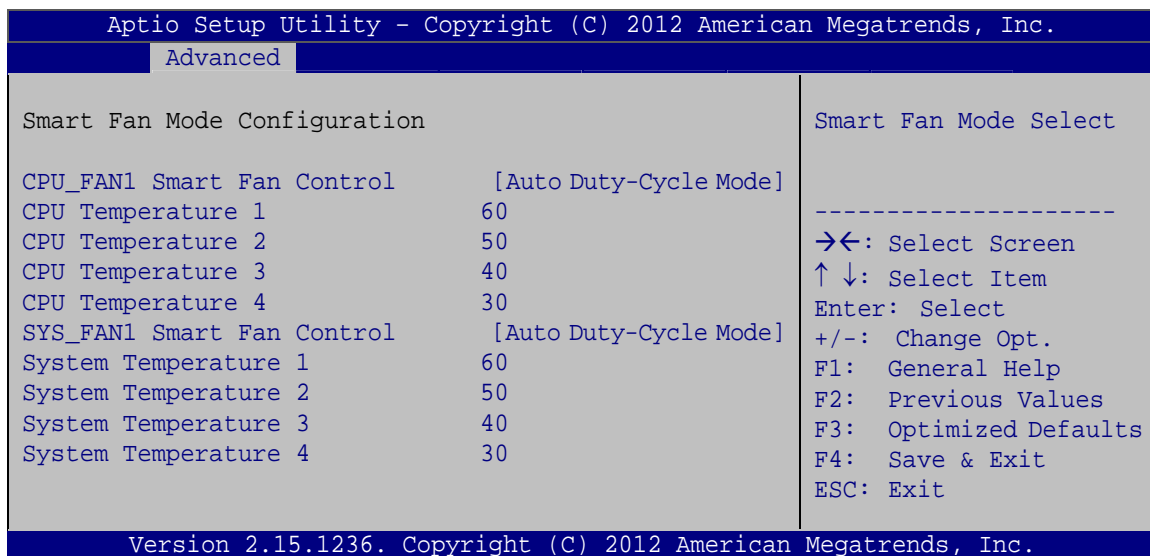 Aptio Setup Utility – Copyright (C) 2012 American Megatrends, Inc.
Advanced
Smart Fan Mode Configuration
CPU_FAN1 Smart Fan Control [Auto Duty-Cycle Mode]
CPU Temperature 1 60
CPU Temperature 2 50
CPU Temperature 3 40
CPU Temperature 4 30
SYS_FAN1 Smart Fan Control [Auto Duty-Cycle Mode]
System Temperature 1 60
System Temperature 2 50
System Temperature 3 40
System Temperature 4 30
Smart Fan Mode Select
---------------------
→←: Select Screen
↑ ↓: Select Item
Enter: Select
+/-: Change Opt.
F1: General Help
F2: Previous Values
F3: Optimized Defaults
F4: Save & Exit
ESC: Exit
Version 2.15.1236. Copyright (C) 2012 American Megatrends, Inc.